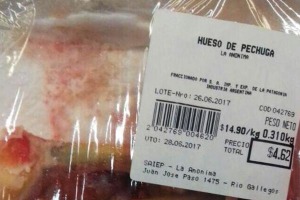 HUESO DE PECHUGA
LA ANONIMA
FRACCIONADO POR S. A. IMP Y EXP. DE LA PATAGONIA
INDUSTRIA ARGENTINA
LOTE-Nro: 26.06.2017
COD:042769
PESO NETO
$14.90/kg 0.310kg
2 042769 004620
VTO: 28.06.2017
PRECIO TOTAL $4.62
SAIEP - La Anonima
Juan Jose Paso 1475 - Rio Gallegos